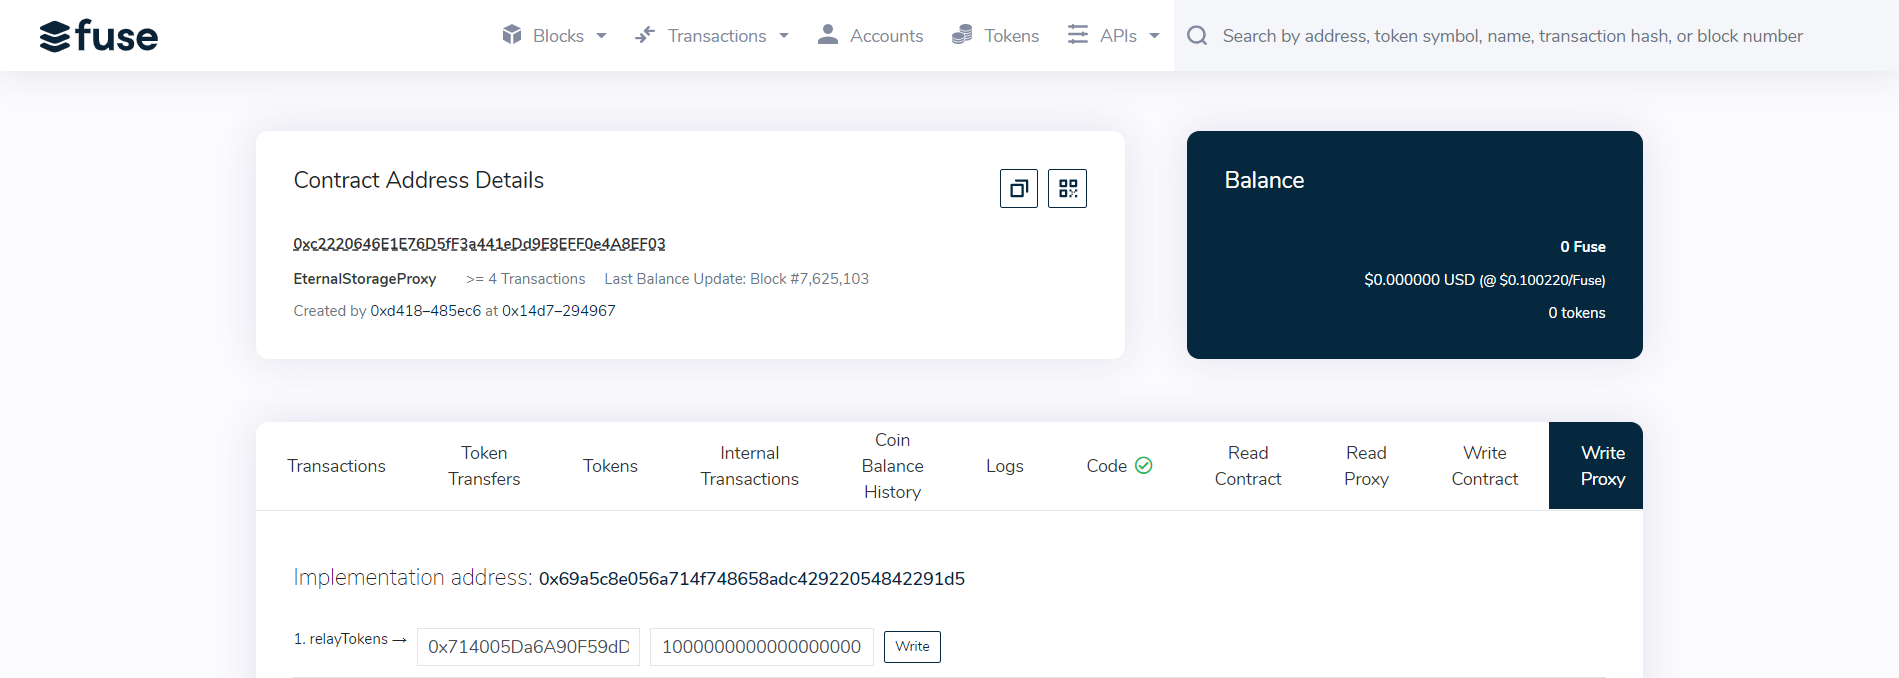 fuse
Blocks
Transactions
Accounts
Tokens
APIs
Search by address, token symbol, name, transaction hash, or block number
Contract Address Details
0xc2220646E1E76D5fF3a441eDd9E8EFF0e4A8EF03
EternalStorageProxy >= 4 Transactions Last Balance Update: Block #7,625,103
Created by 0xd418–485ec6 at 0x14d7–294967
Balance
0 Fuse
$0.000000 USD (@ $0.100220/Fuse)
0 tokens
Transactions
Token
Transfers
Tokens
Internal
Transactions
Coin
Balance
History
Logs
Code
Read
Contract
Read
Proxy
Write
Contract
Write
Proxy
Implementation address: 0x69a5c8e056a714f748658adc42922054842291d5
1. relayTokens → 0x714005Da6A90F59dD 1000000000000000000 Write